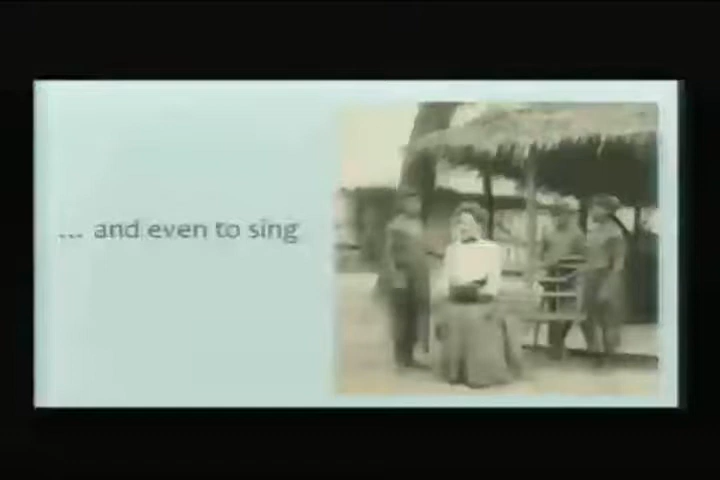 ... and even to sing